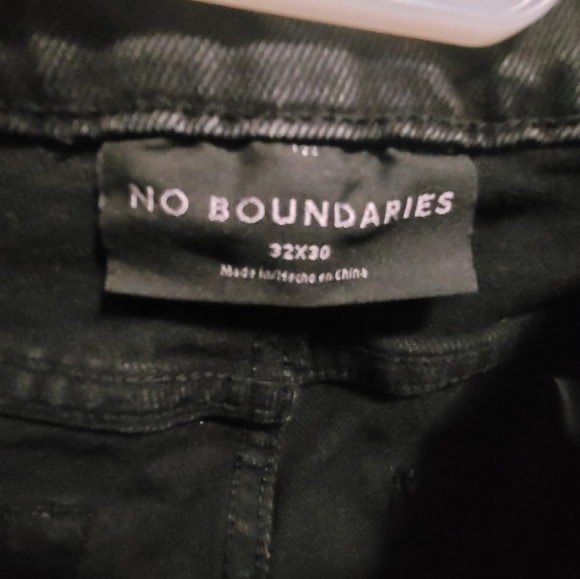 NO BOUNDARIES
32X30
Made in/Hecho en China